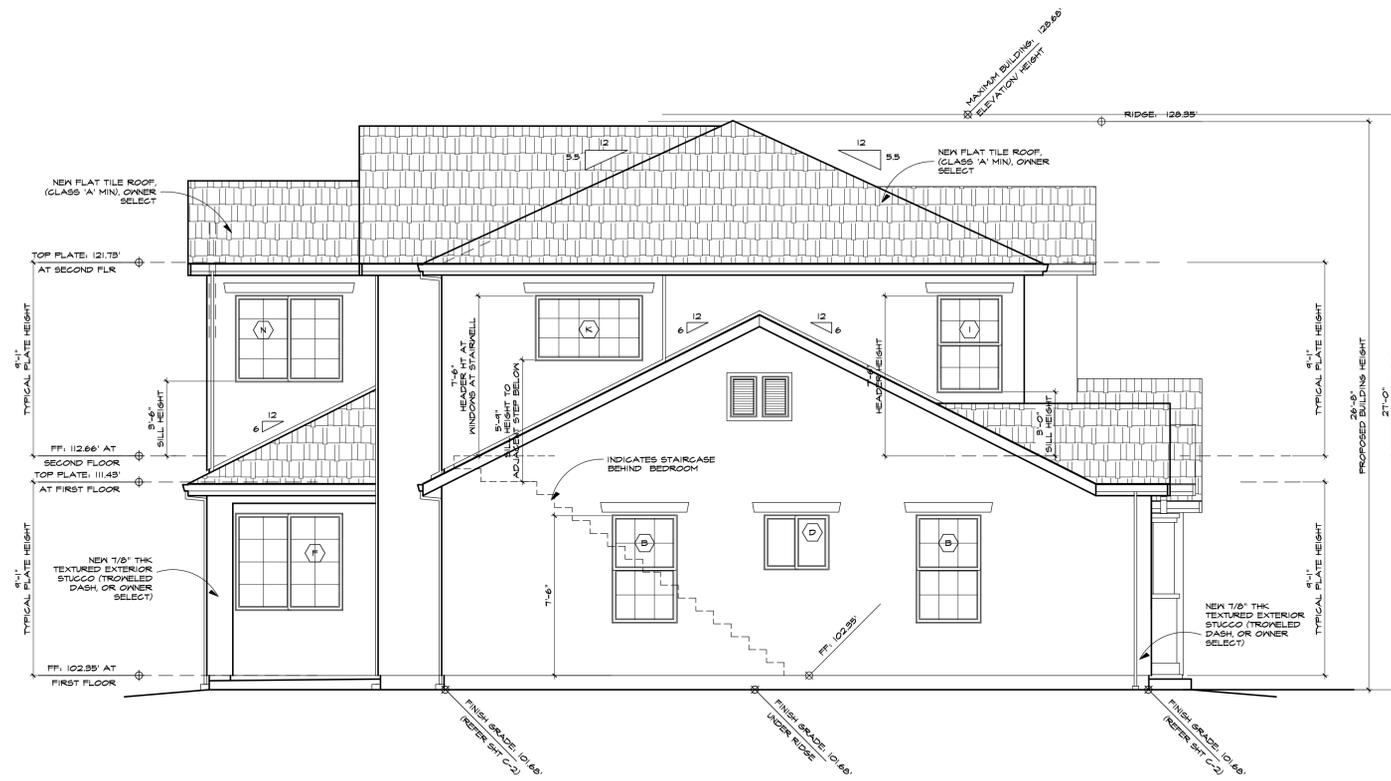 MAXIMUM BUILDING, 128.68'
ELEVATION/ HEIGHT
RIDGE: 128.35'
12
5.5
12
5.5
NEW FLAT TILE ROOF,
(CLASS 'A' MIN), OWNER
SELECT
NEW FLAT TILE ROOF,
(CLASS 'A' MIN), OWNER
SELECT
TOP PLATE: 121.73'
AT SECOND FLR
9'-1"
TYPICAL PLATE HEIGHT
N
K
I
12
6
12
6
7'-6"
HEADER HT AT
WINDOWS AT STAIRWELL
5'-9"
SILL HEIGHT TO
ADJACENT STEP BELOW
7'-6"
HEADER HEIGHT
9'-1"
TYPICAL PLATE HEIGHT
26'-8"
PROPOSED BUILDING HEIGHT
27'-0"
3'-6"
SILL HEIGHT
12
6
3'-0"
SILL HEIGHT
FF: 112.66' AT
SECOND FLOOR
TOP PLATE: 111.43'
AT FIRST FLOOR
INDICATES STAIRCASE
BEHIND BEDROOM
9'-1"
TYPICAL PLATE HEIGHT
F
B
D
B
7'-6"
9'-1"
TYPICAL PLATE HEIGHT
NEW 7/8" THK
TEXTURED EXTERIOR
STUCCO (TROWELED
DASH, OR OWNER
SELECT)
NEW 7/8" THK
TEXTURED EXTERIOR
STUCCO (TROWELED
DASH, OR OWNER
SELECT)
FF: 102.35'
FF: 102.35' AT
FIRST FLOOR
FINISH GRADE: 101.68'
(REFER SHT C-2)
FINISH GRADE: 101.68'
UNDER RIDGE
FINISH GRADE: 101.68'
(REFER SHT C-2)